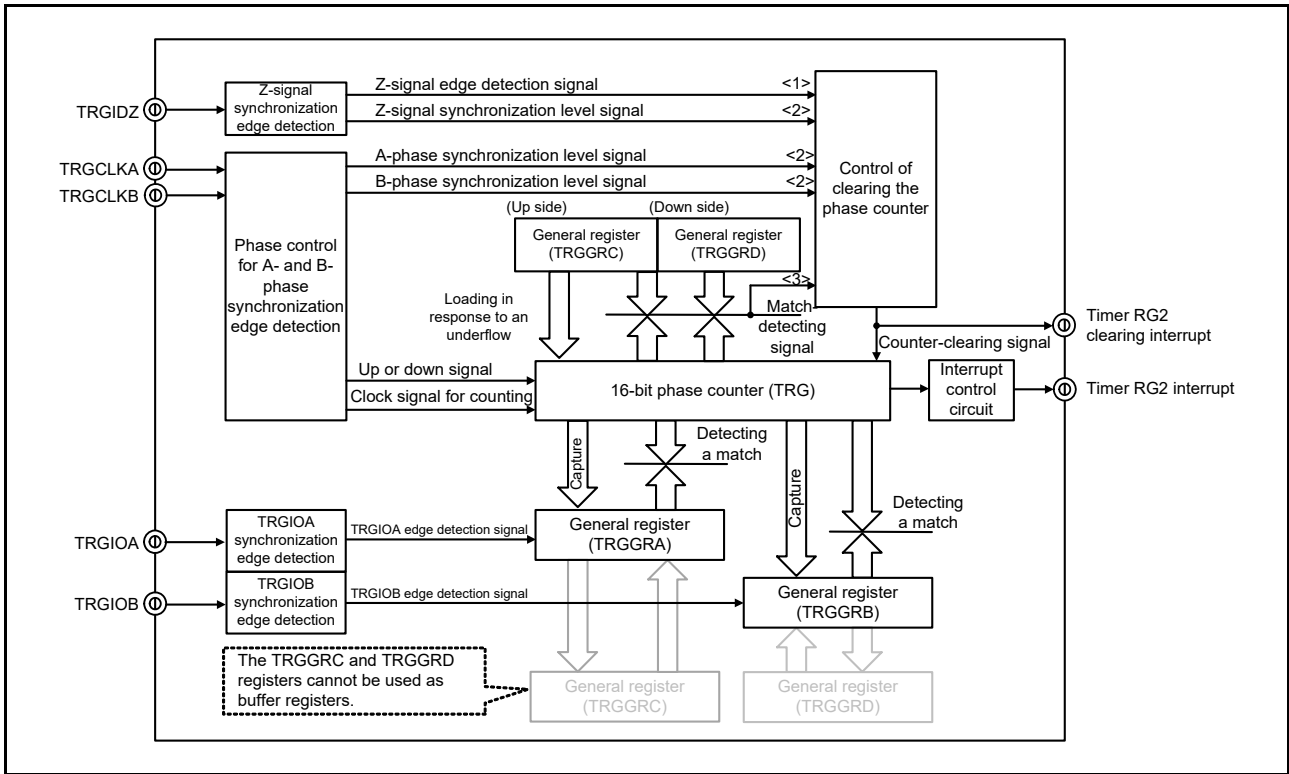 TRGIDZ
Z-signal
synchronization
edge detection
Z-signal edge detection signal
<1>
Z-signal synchronization level signal
<2>
TRGCLKA
TRGCLKB
Phase control
for A- and B-
phase
synchronization
edge detection
A-phase synchronization level signal
<2>
B-phase synchronization level signal
<2>
Control of
clearing the
phase counter
(Up side)
(Down side)
General register
(TRGGRC)
General register
(TRGGRD)
<3>
Loading in
response to an
underflow
Match-
detecting
signal
Timer RG2
clearing interrupt
Counter-clearing signal
Up or down signal
Clock signal for counting
16-bit phase counter (TRG)
Interrupt
control
circuit
Timer RG2 interrupt
Capture
Detecting
a match
Capture
Detecting
a match
TRGIOA
TRGIOA
synchronization
edge detection
TRGIOA edge detection signal
General register
(TRGGRA)
TRGIOB
TRGIOB
synchronization
edge detection
TRGIOB edge detection signal
General register
(TRGGRB)
The TRGGRC and TRGGRD
registers cannot be used as
buffer registers.
General register
(TRGGRC)
General register
(TRGGRD)